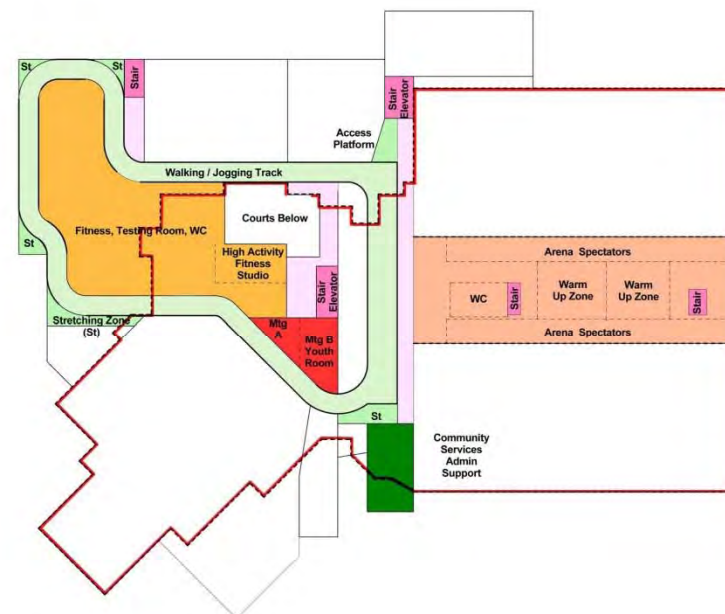 St
St
Stair
Stair
Elevator
Access
Platform
Walking / Jogging Track
Courts Below
Fitness, Testing Room, WC
St
High Activity
Fitness
Studio
Stair
Elevator
Arena Spectators
WC
Stair
Warm
Up Zone
Warm
Up Zone
Stair
Arena Spectators
Stretching Zone
(St)
Mtg
A
Mtg B
Youth
Room
St
Community
Services
Admin
Support